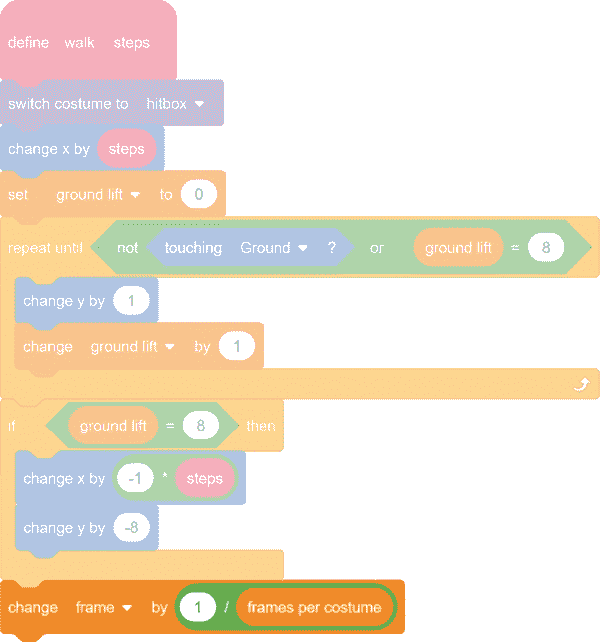 define walk steps
switch costume to hitbox
change x by steps
set ground lift to 0
repeat until not touching Ground ? or ground lift = 8
change y by 1
change ground lift by 1
if ground lift = 8 then
change x by -1 * steps
change y by -8
change frame by 1 / frames per costume